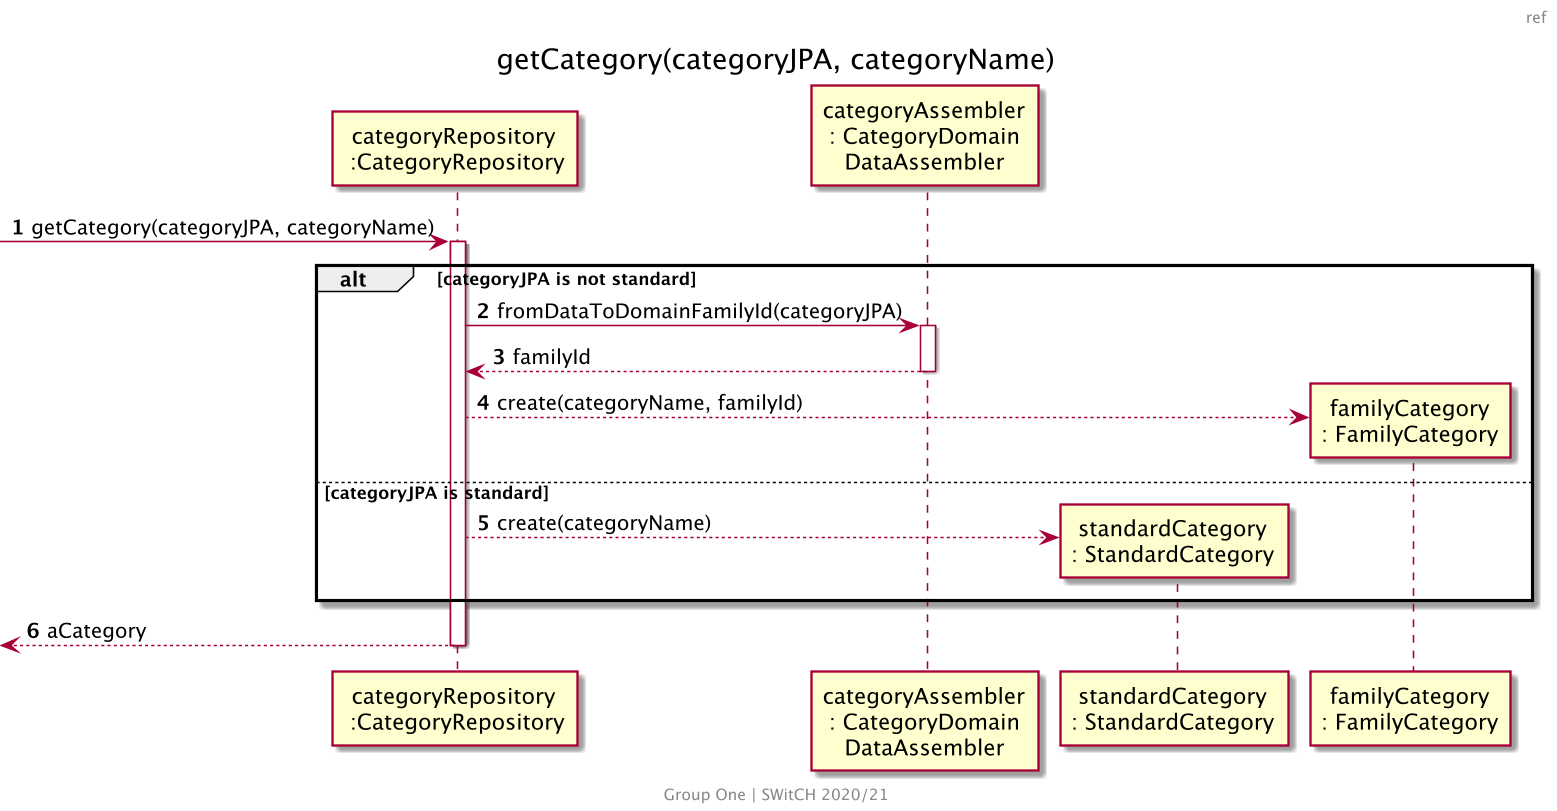 ref
getCategory(categoryJPA, categoryName)
categoryRepository
:CategoryRepository
categoryAssembler
: CategoryDomain
DataAssembler
1 getCategory(categoryJPA, categoryName)
alt [categoryJPA is not standard]
2 fromDataToDomainFamilyId(categoryJPA)
3 familyId
4 create(categoryName, familyId)
familyCategory
: FamilyCategory
[categoryJPA is standard]
5 create(categoryName)
standardCategory
: StandardCategory
6 aCategory
categoryRepository
:CategoryRepository
categoryAssembler
: CategoryDomain
DataAssembler
standardCategory
: StandardCategory
familyCategory
: FamilyCategory
Group One | SWitCH 2020/21